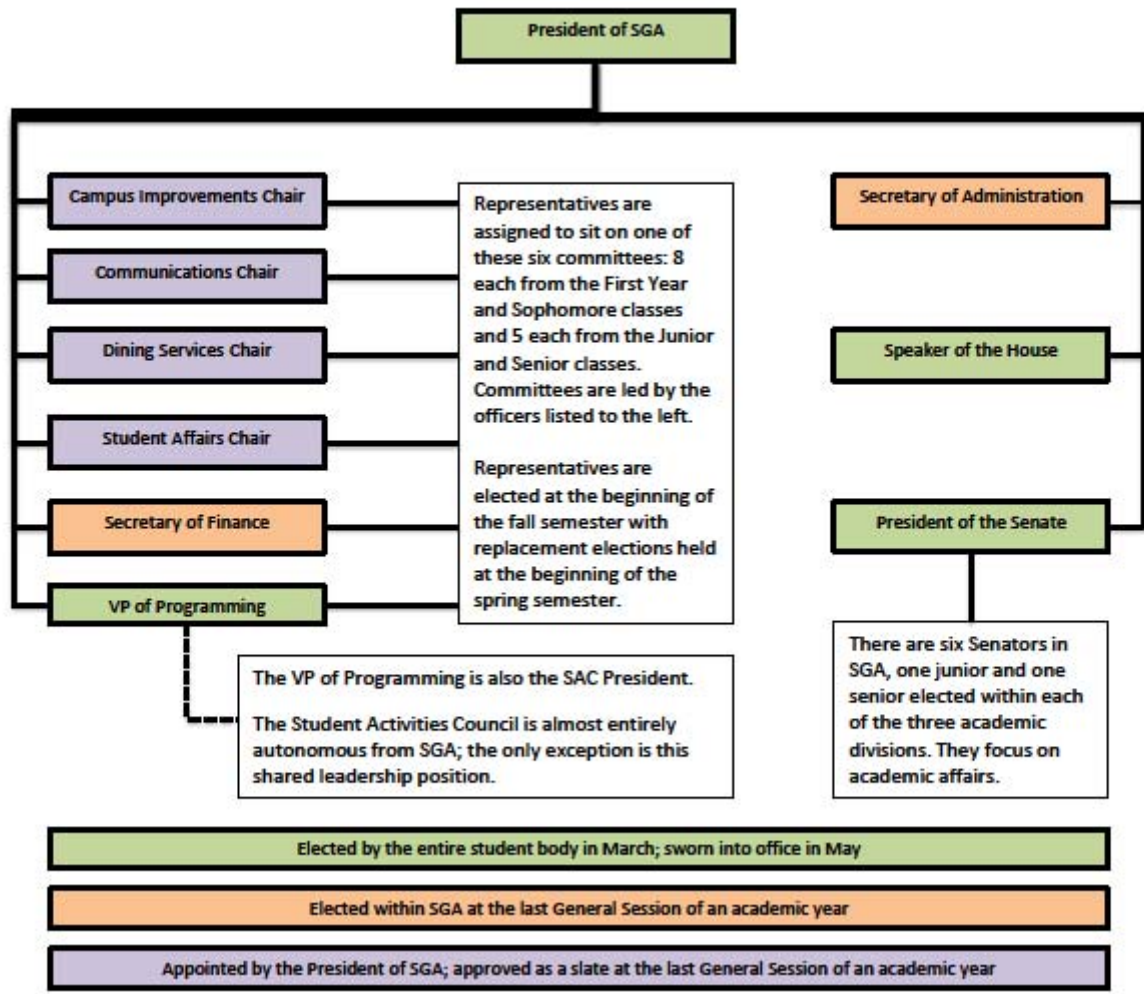 President of SGA
Campus Improvements Chair
Communications Chair
Dining Services Chair
Student Affairs Chair
Secretary of Finance
VP of Programming
Representatives are
assigned to sit on one of
these six committees: 8
each from the First Year
and Sophomore classes
and 5 each from the Junior
and Senior classes.
Committees are led by the
officers listed to the left.
Representatives are
elected at the beginning of
the fall semester with
replacement elections held
at the beginning of the
spring semester.
Secretary of Administration
Speaker of the House
President of the Senate
The VP of Programming is also the SAC President.
The Student Activities Council is almost entirely
autonomous from SGA; the only exception is this
shared leadership position.
There are six Senators in
SGA, one junior and one
senior elected within each
of the three academic
divisions. They focus on
academic affairs.
Elected by the entire student body in March; sworn into office in May
Elected within SGA at the last General Session of an academic year
Appointed by the President of SGA; approved as a slate at the last General Session of an academic year